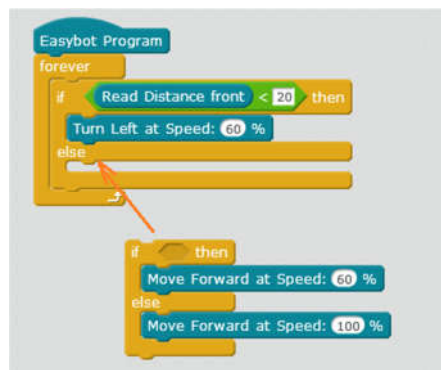 Easybot Program
forever
if Read Distance front < 20 then
Turn Left at Speed: 60 %
else
if then
Move Forward at Speed: 60 %
else
Move Forward at Speed: 100 %